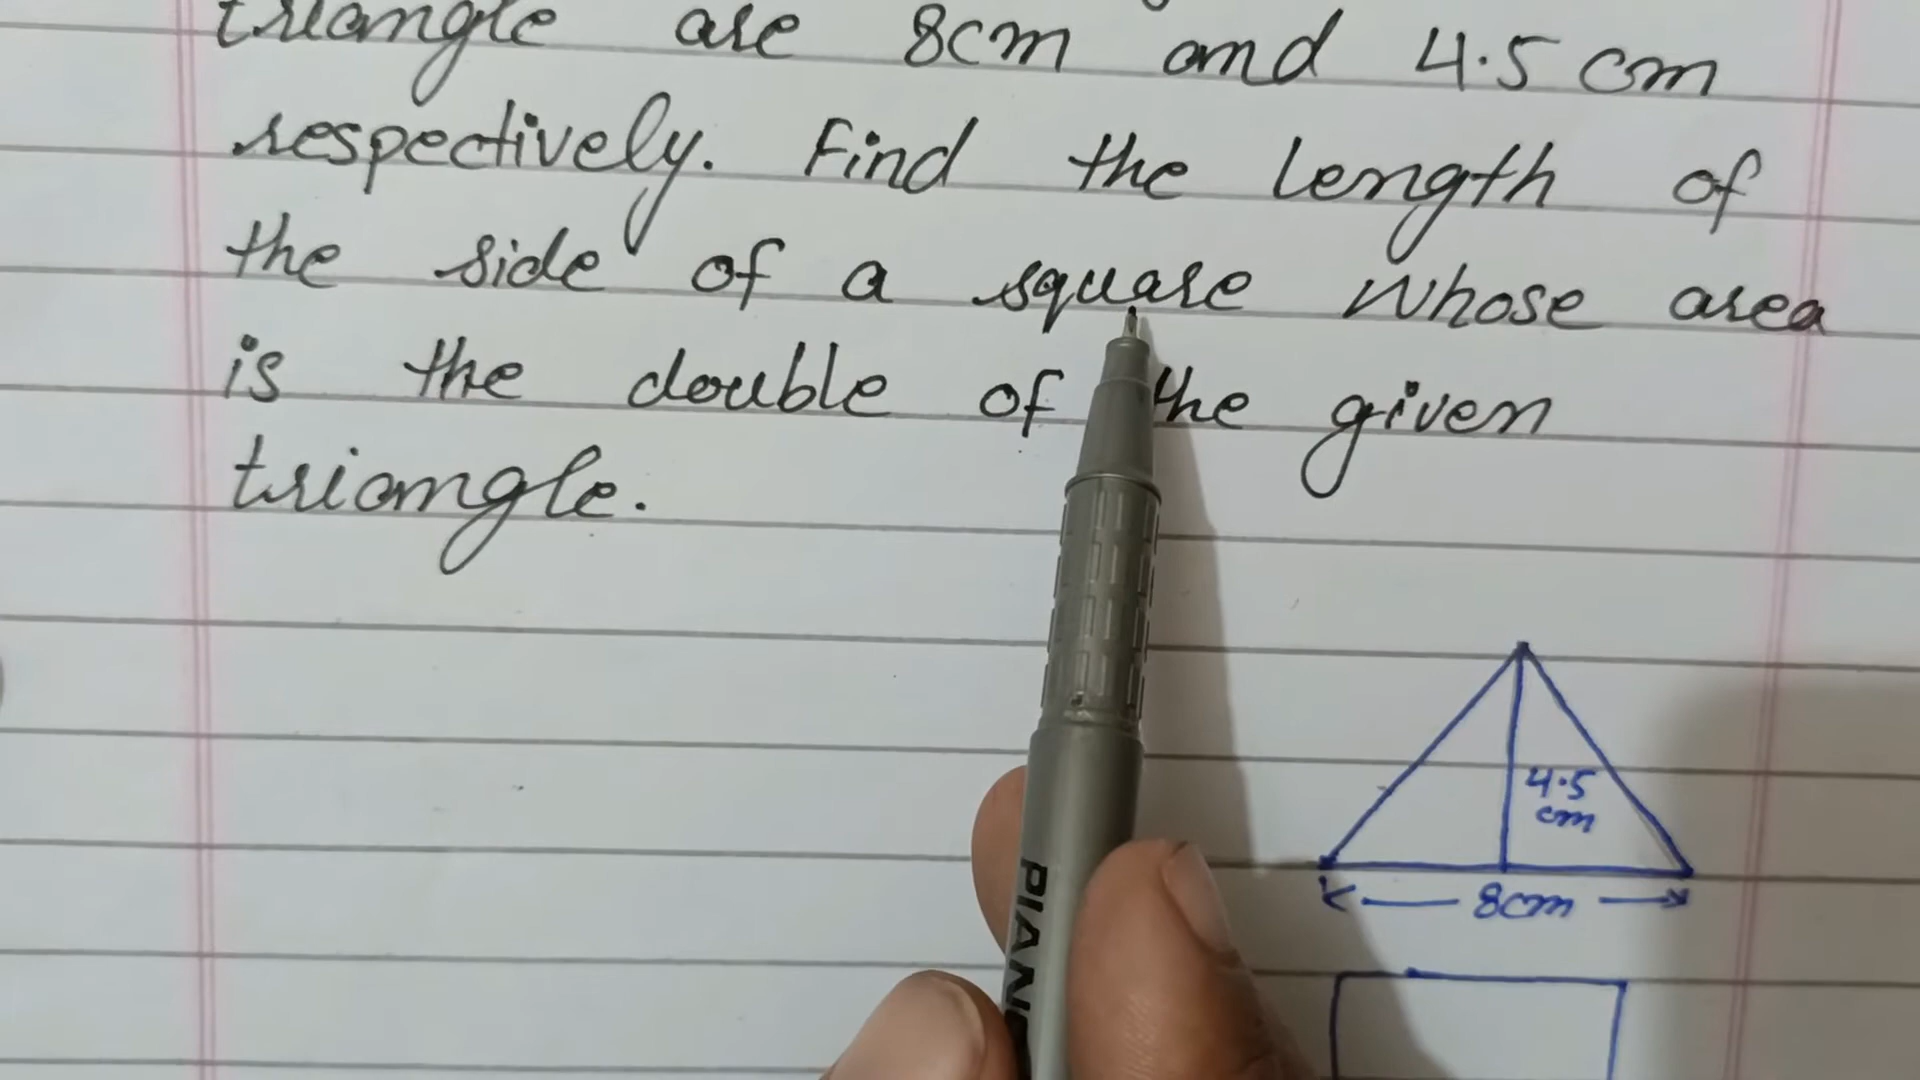 triangle are 8cm and 4.5 cm
respectively. Find the length of
the side of a square whose area
is the double of the given
triangle.
4.5
cm
8cm
PIANO